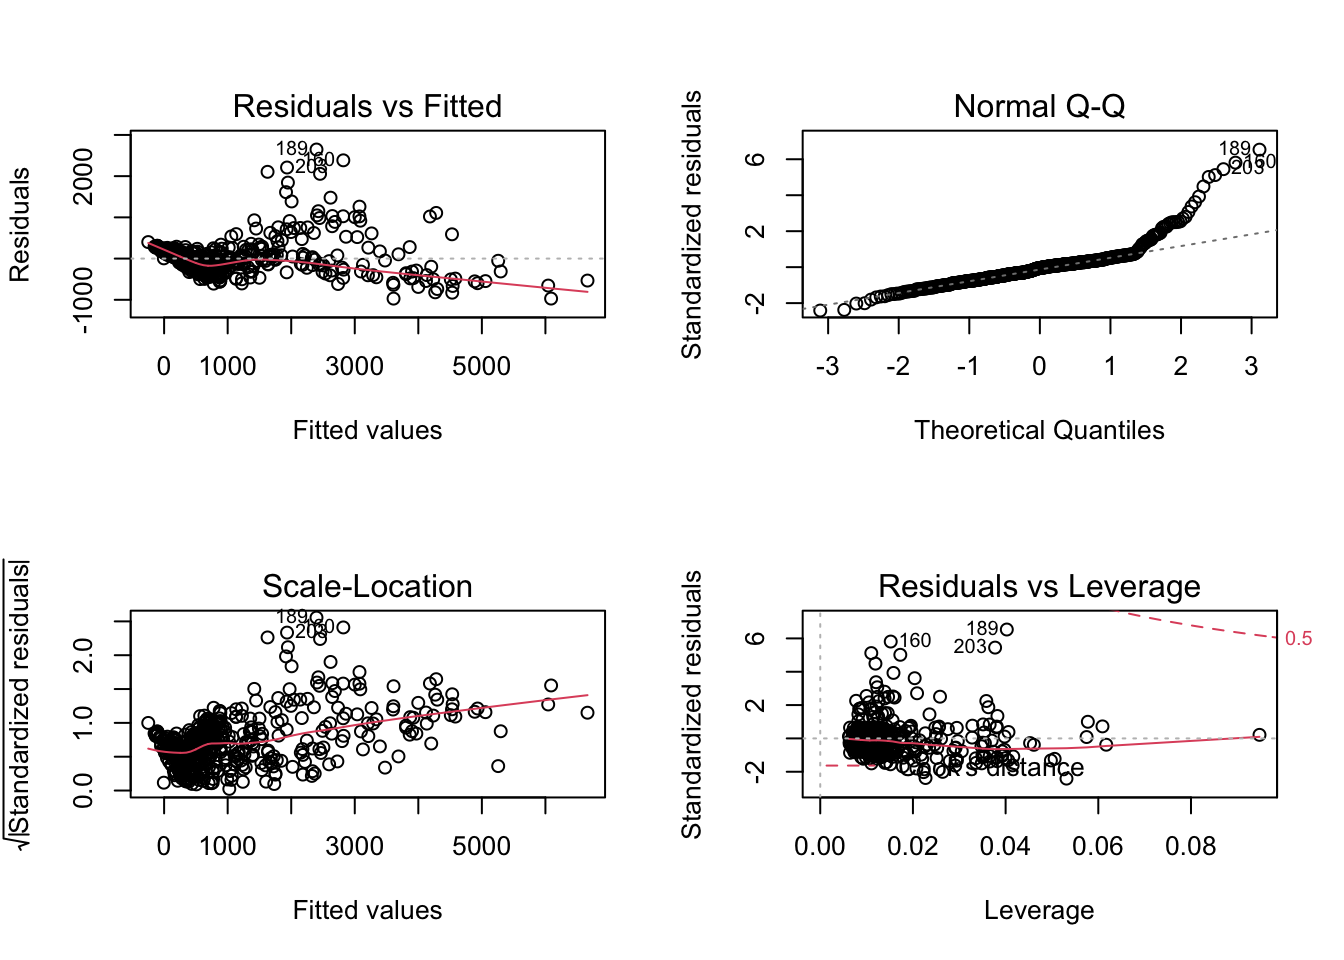 Residuals vs Fitted
Residuals
-1000
2000
189
160
203
0 1000 3000 5000
Fitted values
Normal Q-Q
Standardized residuals
-2 2 6
189
160
203
-3 -2 -1 0 1 2 3
Theoretical Quantiles
Scale-Location
√|Standardized residuals|
0.0 1.0 2.0
189
160
203
0 1000 3000 5000
Fitted values
Residuals vs Leverage
Standardized residuals
-2 2 6
160
189
203
0.5
Cook's distance
0.00 0.02 0.04 0.06 0.08
Leverage